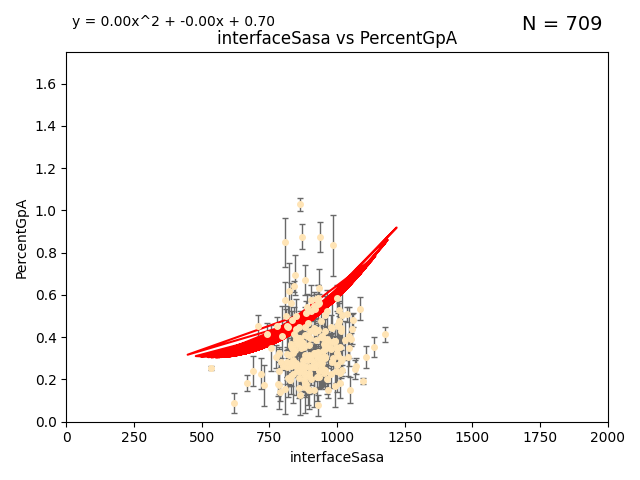 y = 0.00x^2 + -0.00x + 0.70
N = 709
interfaceSasa vs PercentGpA
PercentGpA
1.6
1.4
1.2
1.0
0.8
0.6
0.4
0.2
0.0
0 250 500 750 1000 1250 1500 1750 2000
interfaceSasa